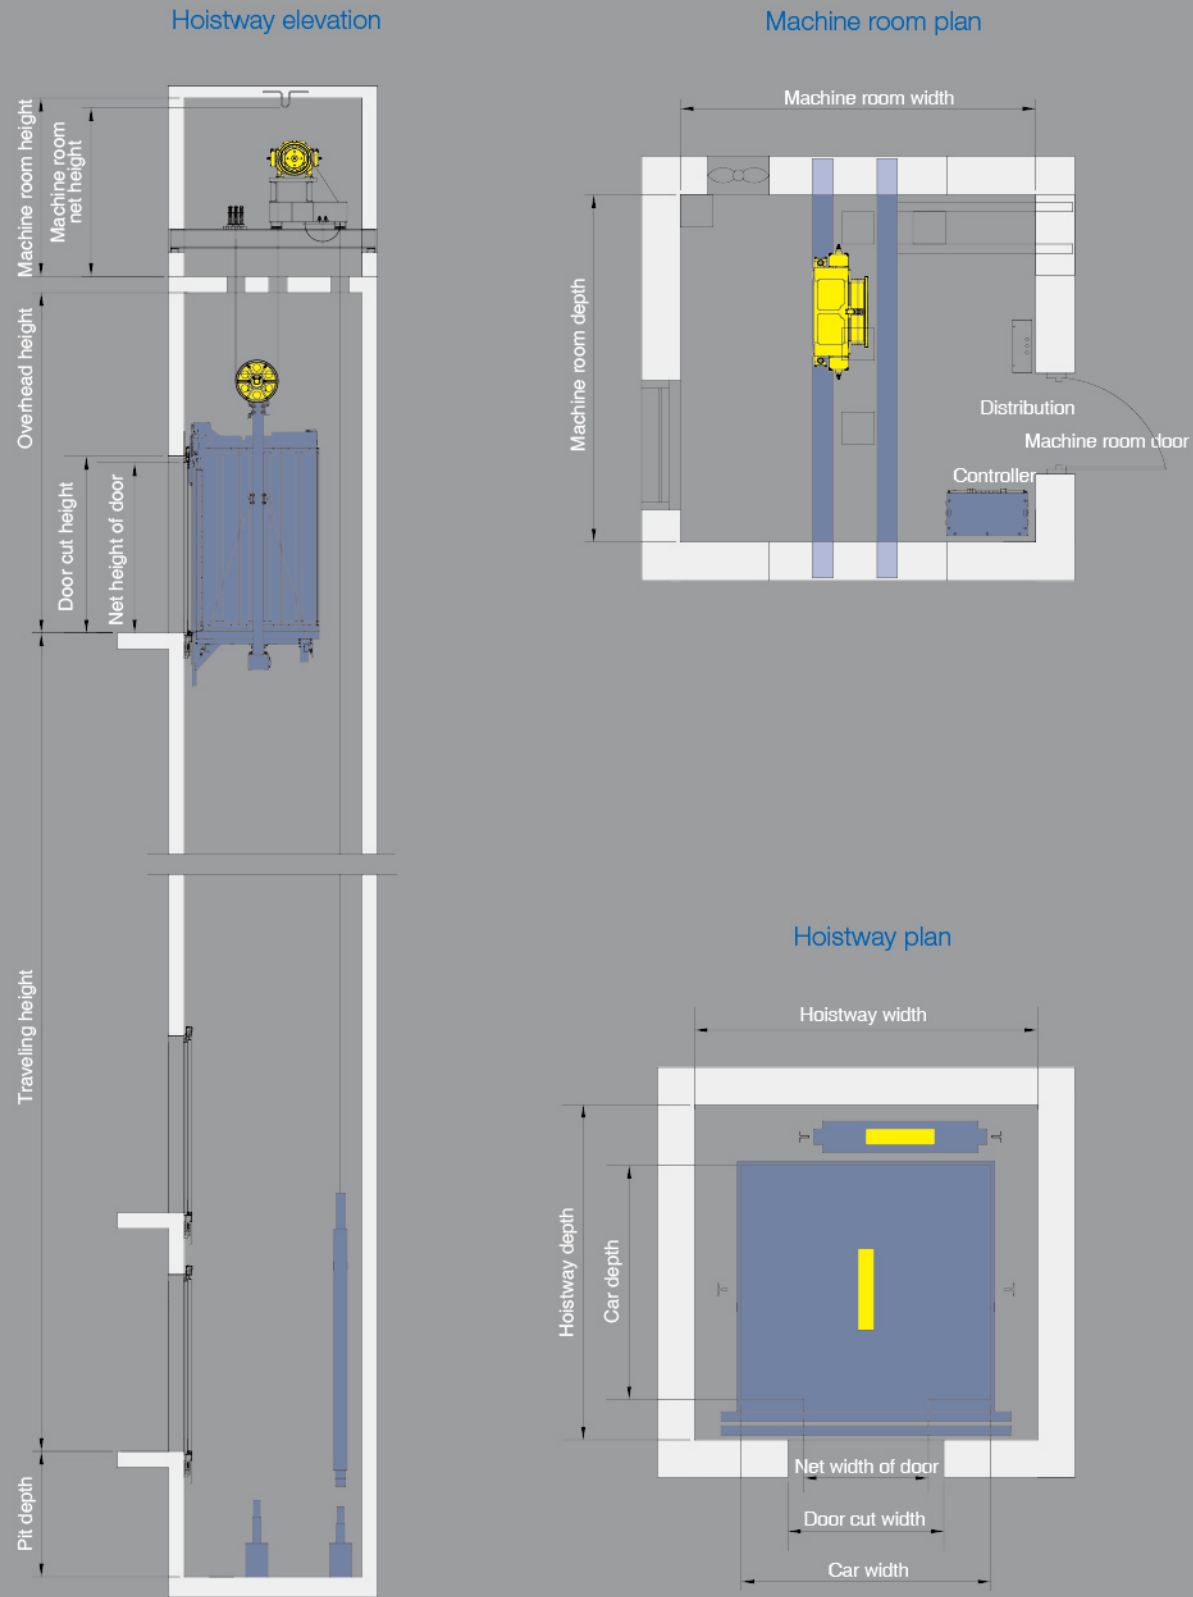 Hoistway elevation
Machine room height
Machine room
net height
Overhead height
Door cut height
Net height of door
Traveling height
Pit depth
Machine room plan
Machine room width
Machine room depth
Distribution
Machine room door
Controller
Hoistway plan
Hoistway width
Hoistway depth
Car depth
Net width of door
Door cut width
Car width